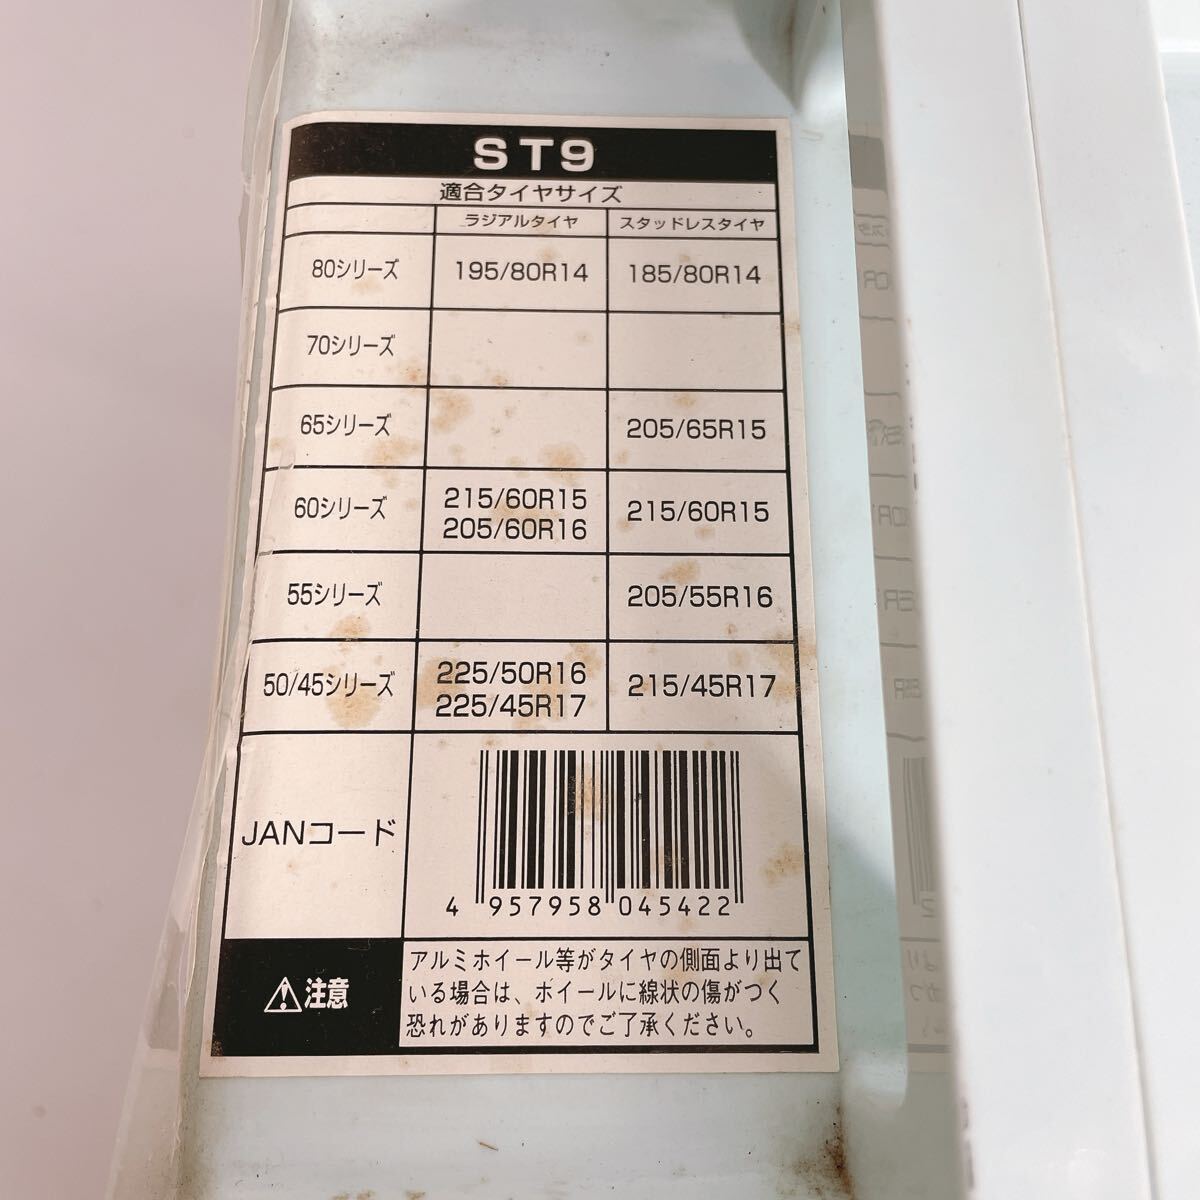 ST9
適合タイヤサイズ
ラジアルタイヤ スタッドレスタイヤ
80シリーズ 195/80R14 185/80R14
70シリーズ
65シリーズ 205/65R15
60シリーズ 215/60R15 205/60R16 215/60R15
55シリーズ 205/55R16
50/45シリーズ 225/50R16 225/45R17 215/45R17
JANコード
4 957958 045422
注意
アルミホイール等がタイヤの側面より出て
いる場合は、ホイールに線状の傷がつく
恐れがありますのでご了承ください。